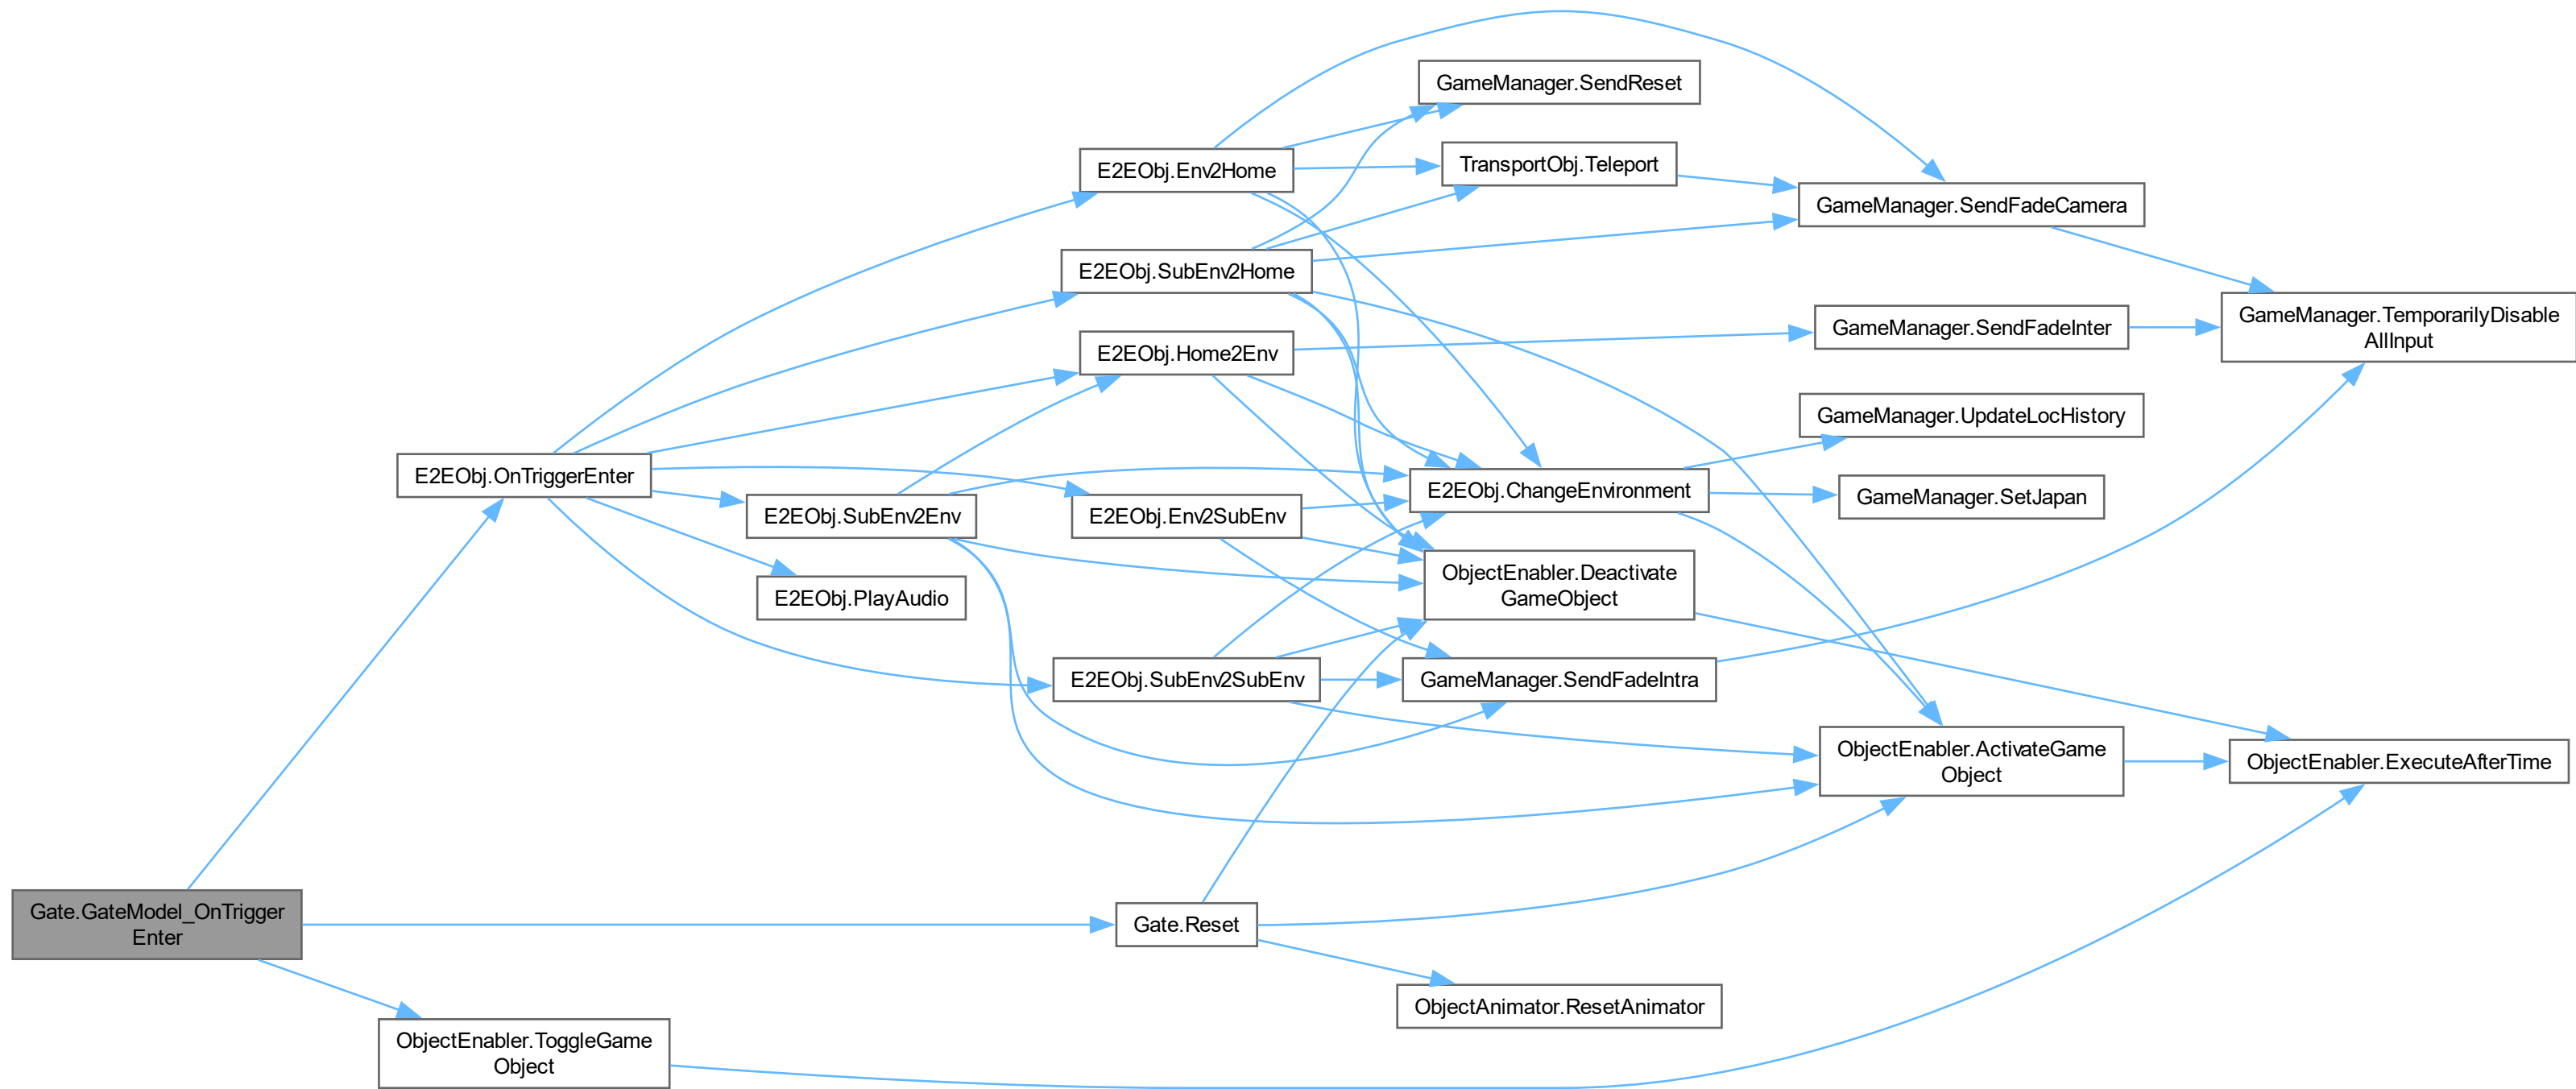 GameManager.SendReset
TransportObj.Teleport
E2EObj.Env2Home
GameManager.SendFadeCamera
E2EObj.SubEnv2Home
GameManager.TemporarilyDisable
AllInput
GameManager.SendFadeInter
E2EObj.Home2Env
GameManager.UpdateLocHistory
E2EObj.OnTriggerEnter
E2EObj.ChangeEnvironment
GameManager.SetJapan
E2EObj.SubEnv2Env
E2EObj.Env2SubEnv
ObjectEnabler.Deactivate
GameObject
E2EObj.PlayAudio
E2EObj.SubEnv2SubEnv
GameManager.SendFadeIntra
ObjectEnabler.ActivateGame
Object
ObjectEnabler.ExecuteAfterTime
Gate.GateModel_OnTrigger
Enter
Gate.Reset
ObjectAnimator.ResetAnimator
ObjectEnabler.ToggleGame
Object